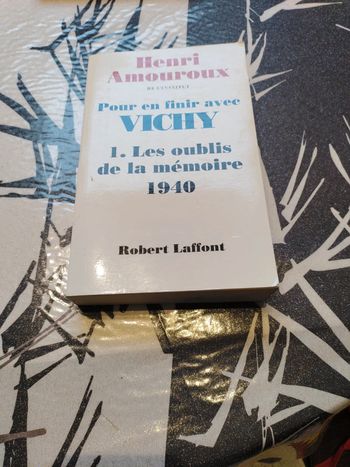 Henri
Amouroux
DE L'INSTITUT
Pour en finir avec
VICHY
1. Les oublis
de la mémoire
1940
Robert Laffont